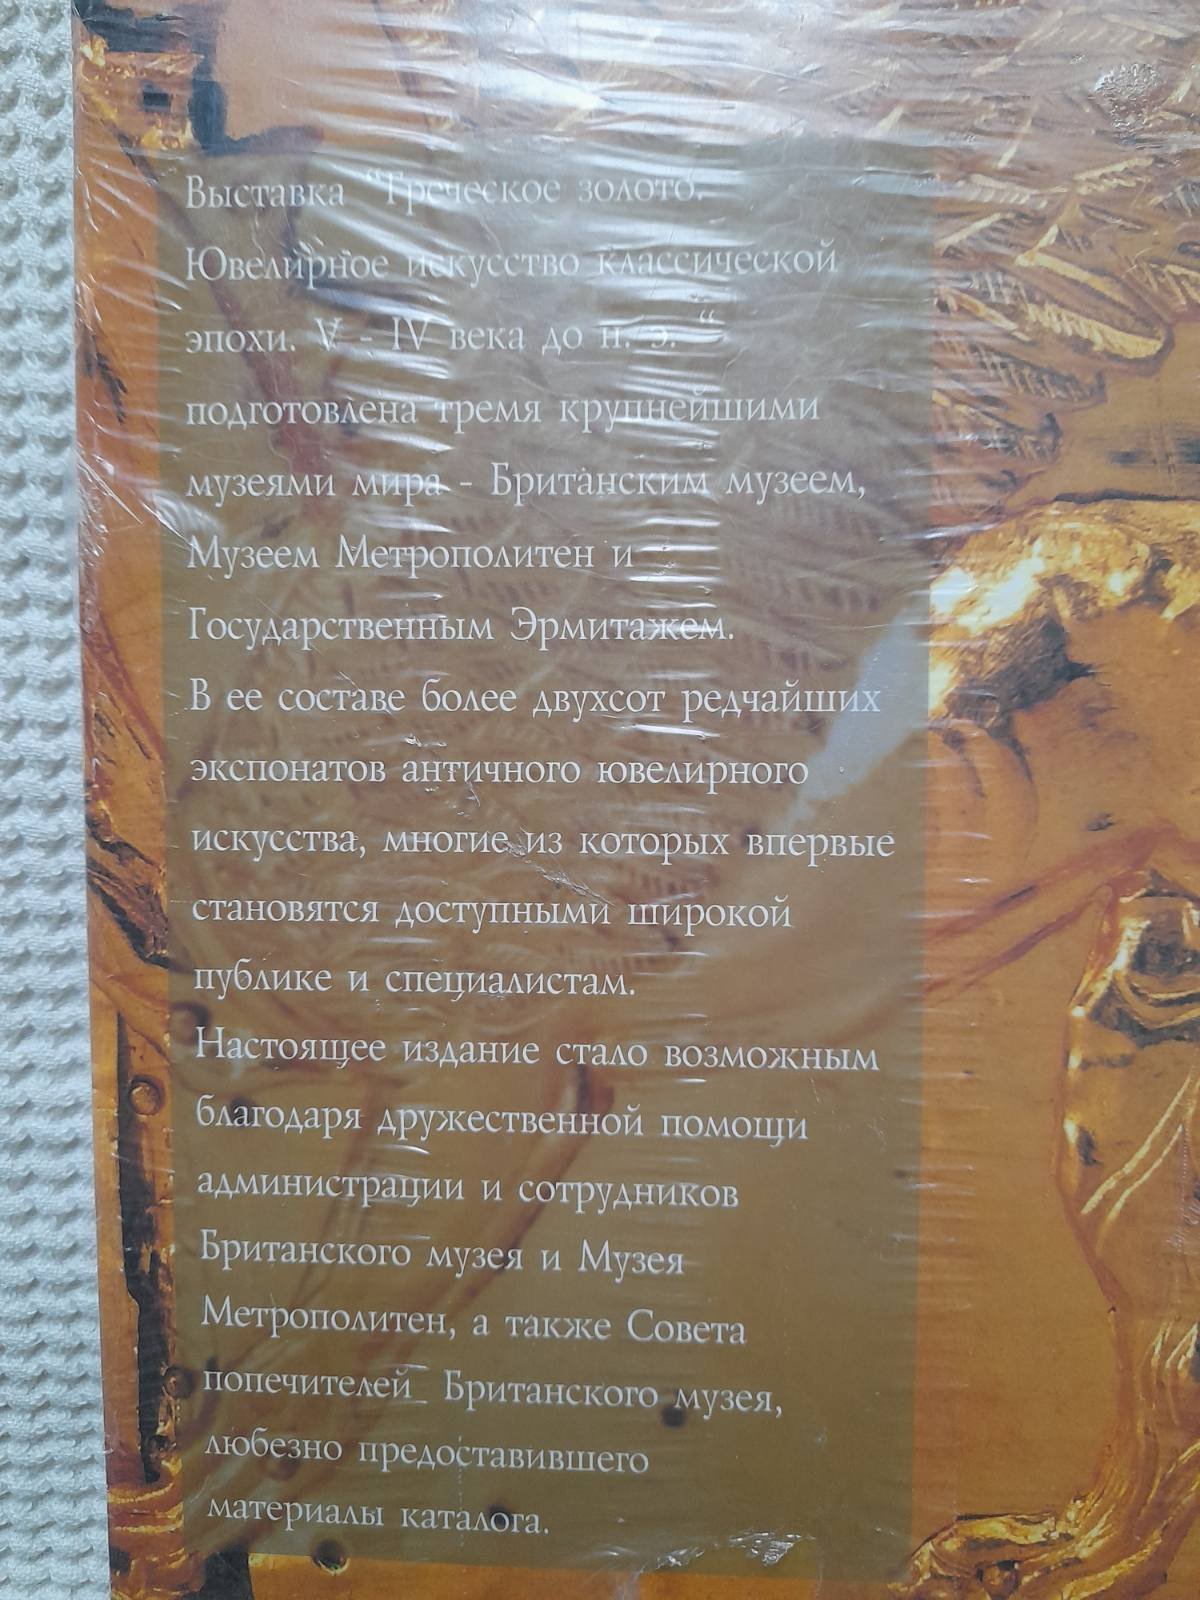 Выставка “Греческое золото.
Ювелирное искусство классической
эпохи. V - IV века до н. э. “
подготовлена тремя крупнейшими
музеями мира - Британским музеем,
Музеем Метрополитен и
Государственным Эрмитажем.
В ее составе более двухсот редчайших
экспонатов античного ювелирного
искусства, многие из которых впервые
становятся доступными широкой
публике и специалистам.
Настоящее издание стало возможным
благодаря дружественной помощи
администрации и сотрудников
Британского музея и Музея
Метрополитен, а также Совета
попечителей Британского музея,
любезно предоставившего
материалы каталога.